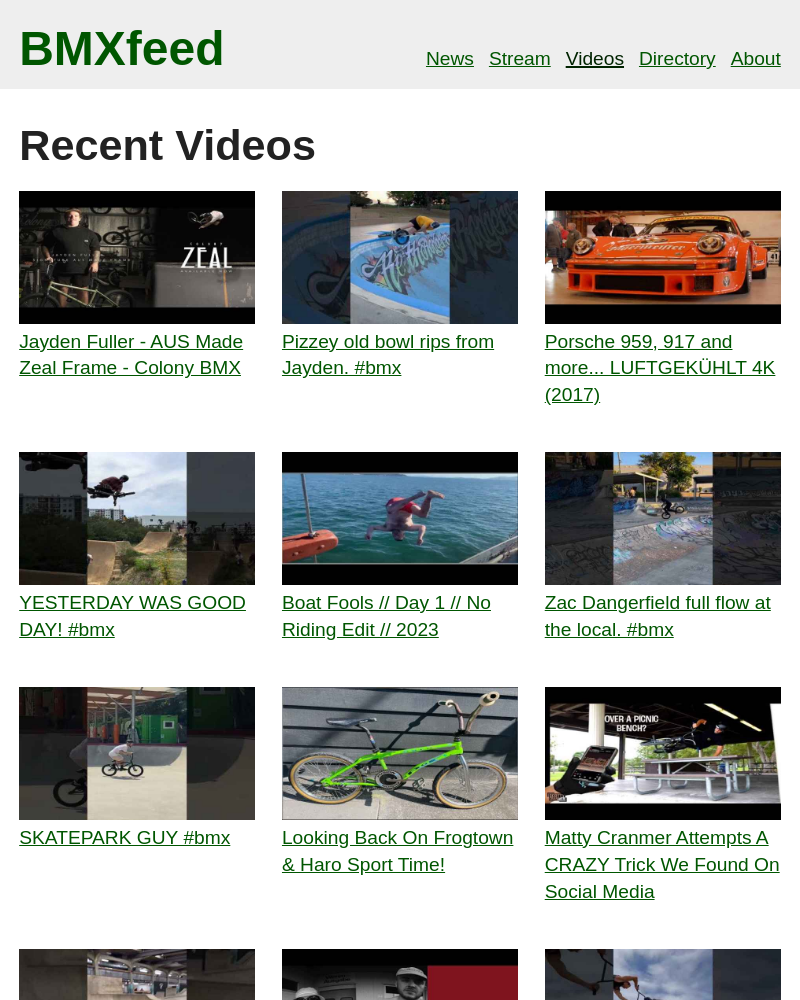 BMXfeed
News Stream Videos Directory About
Recent Videos
ZEAL
Jayden Fuller - AUS Made
Zeal Frame - Colony BMX
Pizzey old bowl rips from
Jayden. #bmx
Porsche 959, 917 and
more... LUFTGEKÜHLT 4K
(2017)
YESTERDAY WAS GOOD
DAY! #bmx
Boat Fools // Day 1 // No
Riding Edit // 2023
Zac Dangerfield full flow at
the local. #bmx
OVER A PICNIC
BENCH?
SKATEPARK GUY #bmx
Looking Back On Frogtown
& Haro Sport Time!
Matty Cranmer Attempts A
CRAZY Trick We Found On
Social Media